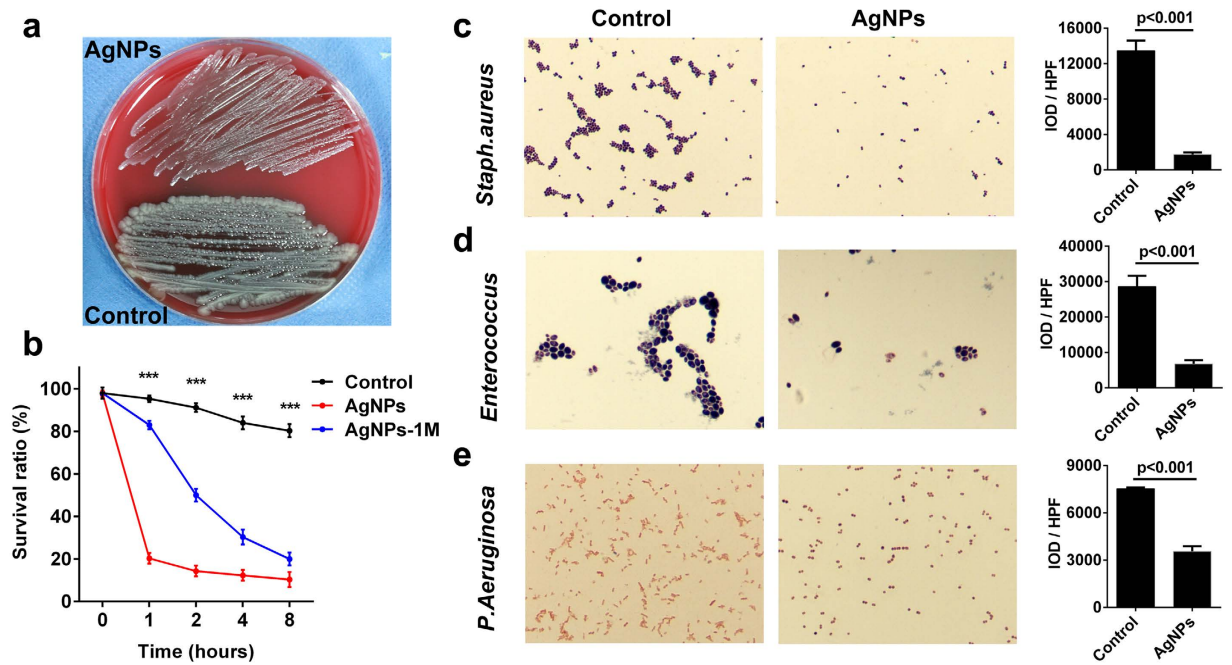 a
AgNPs
Control
b
100
80
60
40
20
0
Survival ratio (%)
***
***
***
***
Control
AgNPs
AgNPs-1M
0
1
2
4
8
Time (hours)
Control
AgNPs
c
Staph.aureus
p<0.001
16000
12000
8000
4000
0
IOD / HPF
Control
AgNPs
d
Enterococcus
p<0.001
40000
30000
20000
10000
0
IOD / HPF
Control
AgNPs
e
P.Aeruginosa
p<0.001
9000
6000
3000
0
IOD / HPF
Control
AgNPs